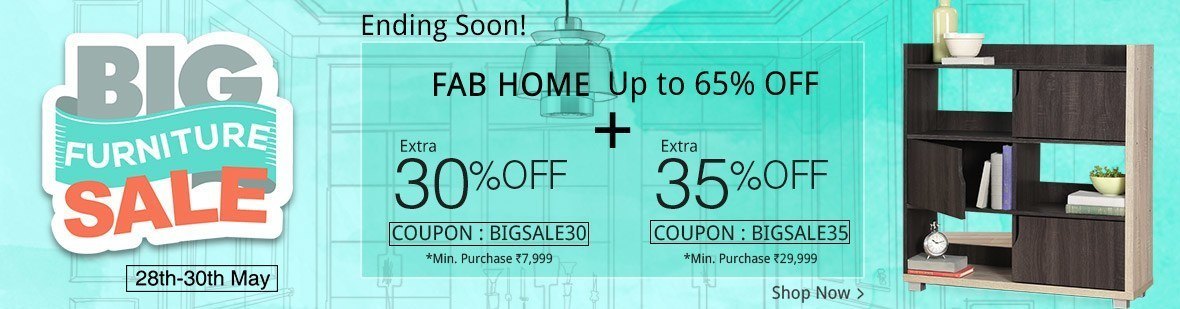 BIG
FURNITURE
SALE
28th-30th May
Ending Soon!
FAB HOME Up to 65% OFF
+
Extra
30%OFF
COUPON : BIGSALE30
*Min. Purchase ₹7,999
Extra
35%OFF
COUPON : BIGSALE35
*Min. Purchase ₹29,999
Shop Now >